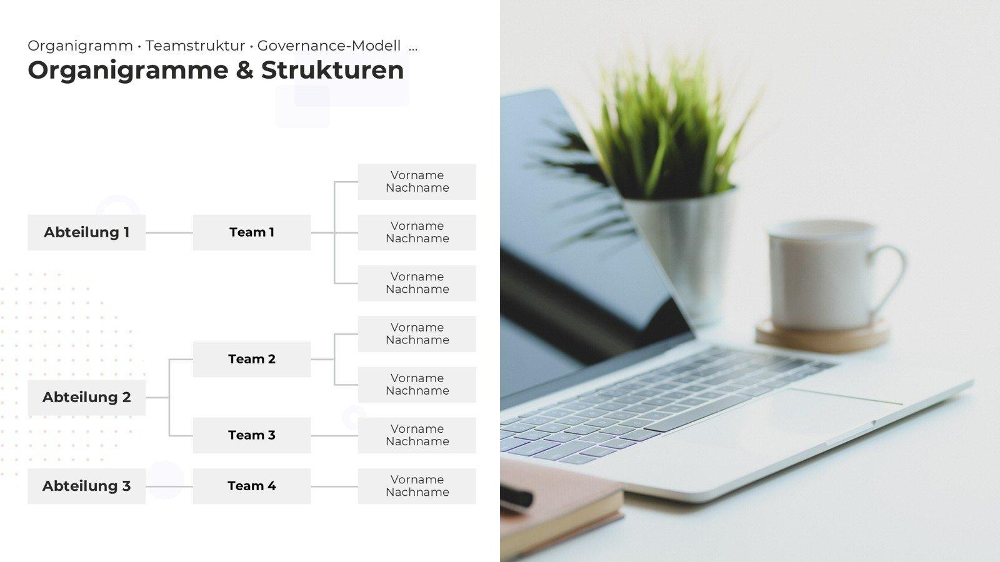 Organigramm • Teamstruktur • Governance-Modell ...
Organigramme & Strukturen
Abteilung 1
Team 1
Vorname
Nachname
Vorname
Nachname
Vorname
Nachname
Abteilung 2
Team 2
Vorname
Nachname
Vorname
Nachname
Team 3
Vorname
Nachname
Abteilung 3
Team 4
Vorname
Nachname